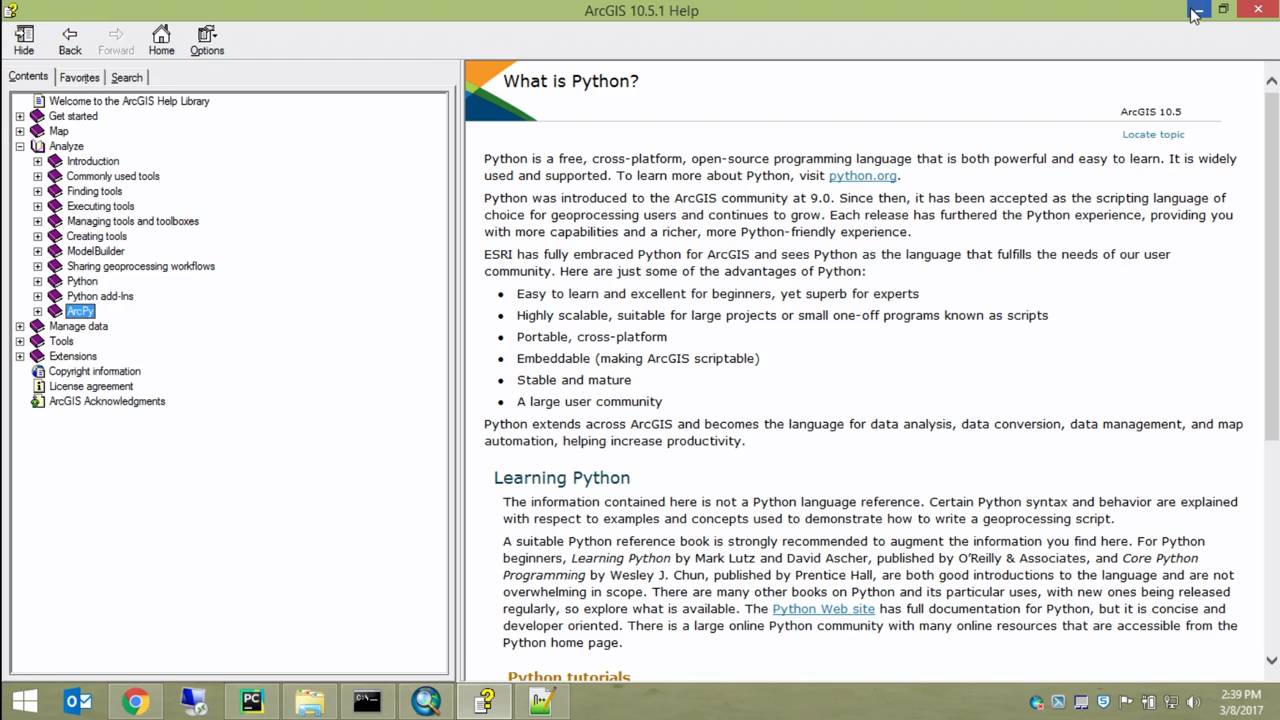 ArcGIS 10.5.1 Help
Hide
Back
Forward
Home
Options
Contents
Favorites
Search
Welcome to the ArcGIS Help Library
Get started
Map
Analyze
Introduction
Commonly used tools
Finding tools
Executing tools
Managing tools and toolboxes
Creating tools
ModelBuilder
Sharing geoprocessing workflows
Python
Python add-Ins
ArcPy
Manage data
Tools
Extensions
Copyright information
License agreement
ArcGIS Acknowledgments
What is Python?
ArcGIS 10.5
Locate topic
Python is a free, cross-platform, open-source programming language that is both powerful and easy to learn. It is widely
used and supported. To learn more about Python, visit python.org.
Python was introduced to the ArcGIS community at 9.0. Since then, it has been accepted as the scripting language of
choice for geoprocessing users and continues to grow. Each release has furthered the Python experience, providing you
with more capabilities and a richer, more Python-friendly experience.
ESRI has fully embraced Python for ArcGIS and sees Python as the language that fulfills the needs of our user
community. Here are just some of the advantages of Python:
• Easy to learn and excellent for beginners, yet superb for experts
• Highly scalable, suitable for large projects or small one-off programs known as scripts
• Portable, cross-platform
• Embeddable (making ArcGIS scriptable)
• Stable and mature
• A large user community
Python extends across ArcGIS and becomes the language for data analysis, data conversion, data management, and map
automation, helping increase productivity.
Learning Python
The information contained here is not a Python language reference. Certain Python syntax and behavior are explained
with respect to examples and concepts used to demonstrate how to write a geoprocessing script.
A suitable Python reference book is strongly recommended to augment the information you find here. For Python
beginners, Learning Python by Mark Lutz and David Ascher, published by O'Reilly & Associates, and Core Python
Programming by Wesley J. Chun, published by Prentice Hall, are both good introductions to the language and are not
overwhelming in scope. There are many other books on Python and its particular uses, with new ones being released
regularly, so explore what is available. The Python Web site has full documentation for Python, but it is concise and
developer oriented. There is a large online Python community with many online resources that are accessible from the
Python home page.
Python tutorials
PC
2:39 PM
3/8/2017